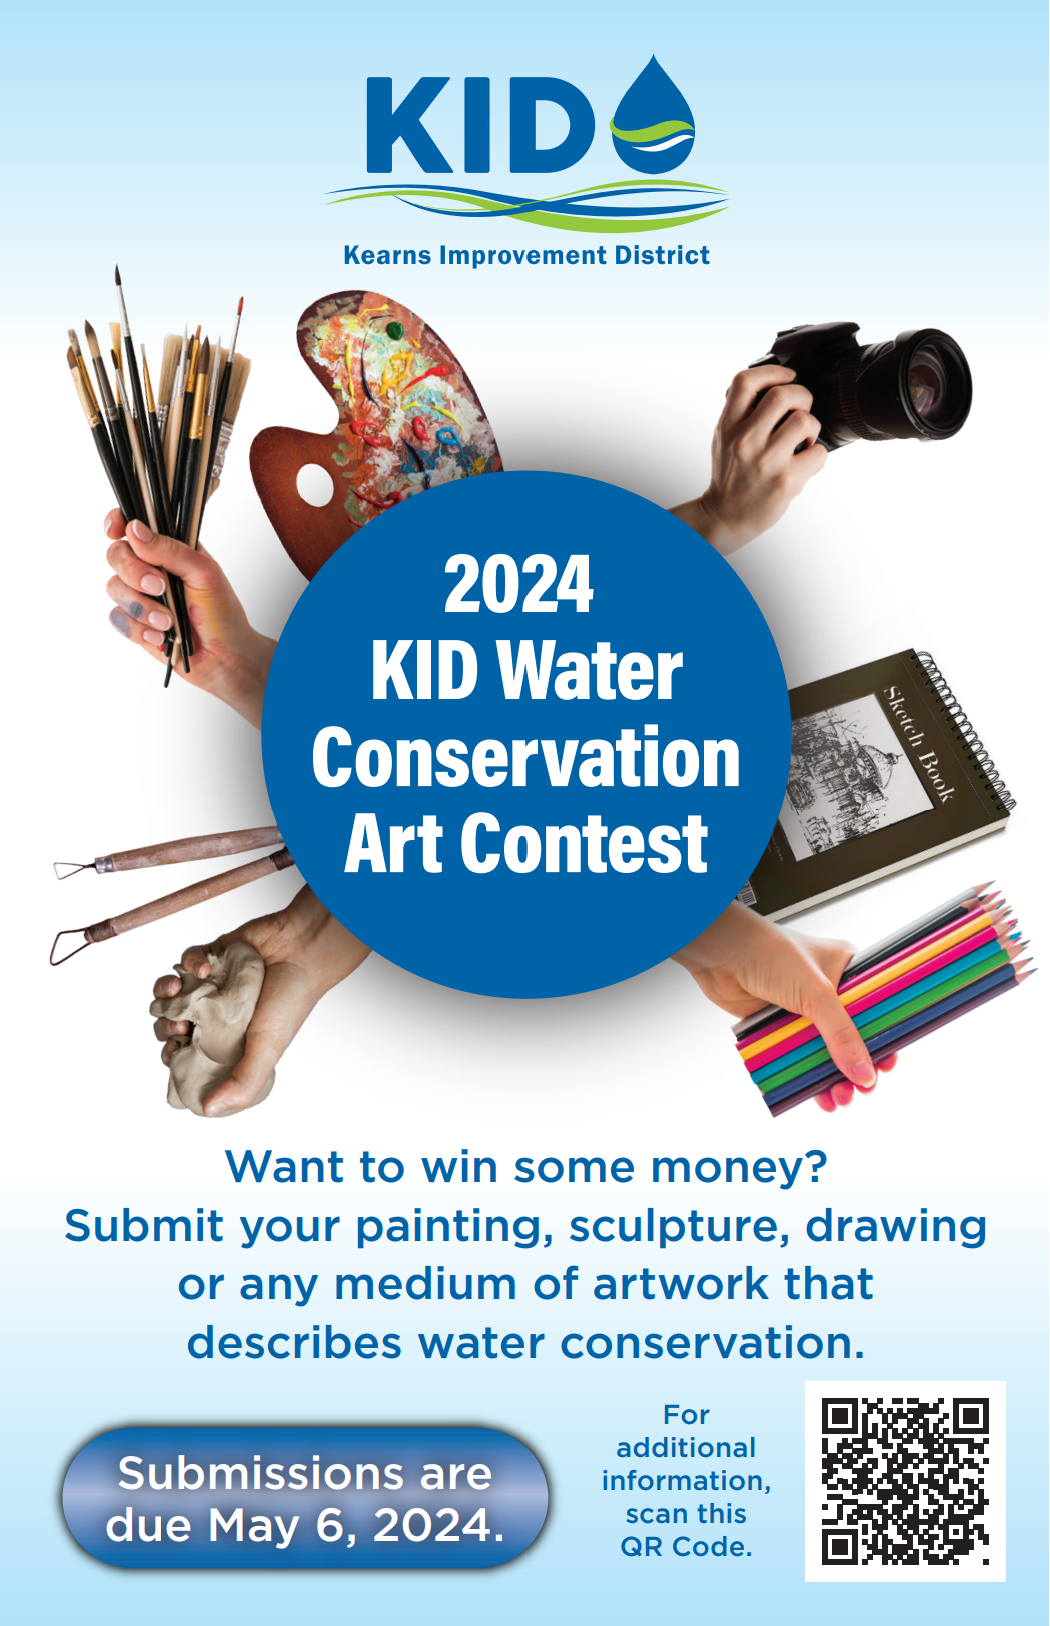 KID
Kearns Improvement District
2024
KID Water
Conservation
Art Contest
Sketch Book
Want to win some money?
Submit your painting, sculpture, drawing
or any medium of artwork that
describes water conservation.
Submissions are
due May 6, 2024.
For
additional
information,
scan this
QR Code.